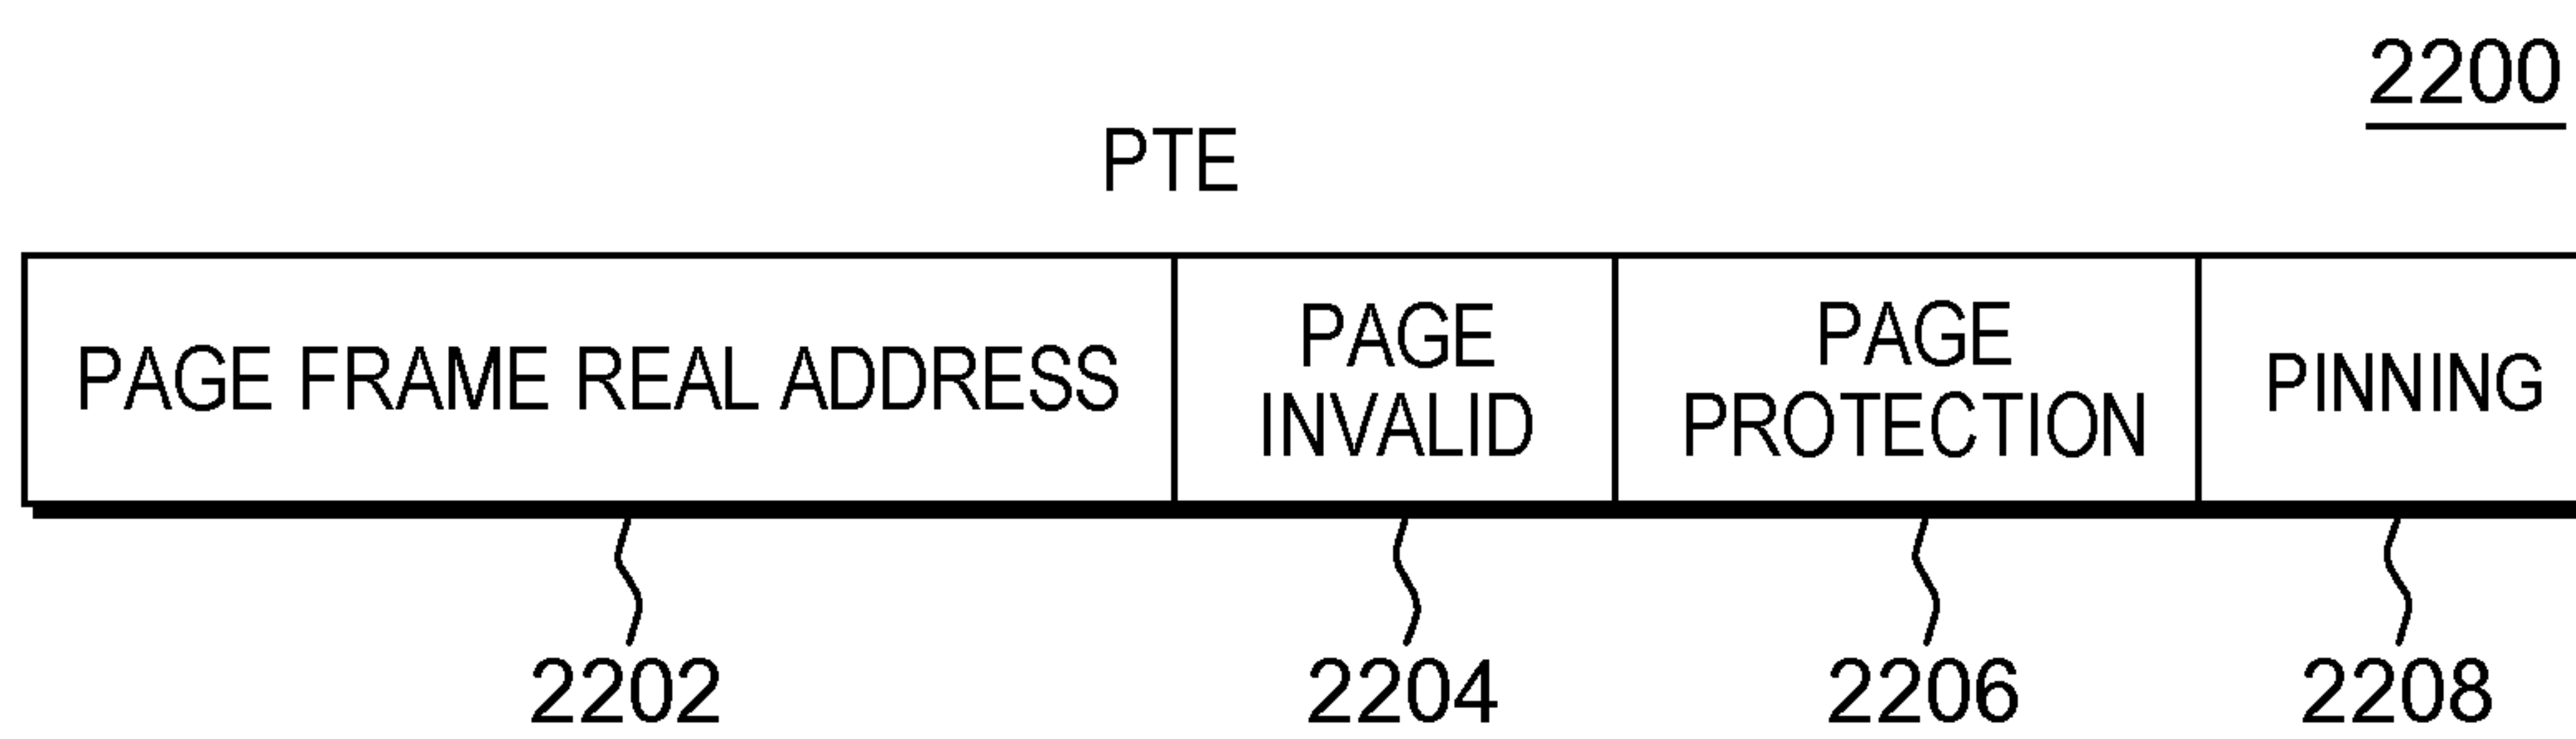 2200
PTE
PAGE FRAME REAL ADDRESS
PAGE
INVALID
PAGE
PROTECTION
PINNING
2202
2204
2206
2208